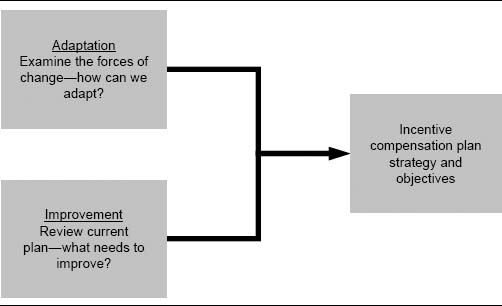 Adaptation
Examine the forces of
change—how can we
adapt?
Improvement
Review current
plan—what needs to
improve?
Incentive
compensation plan
strategy and
objectives